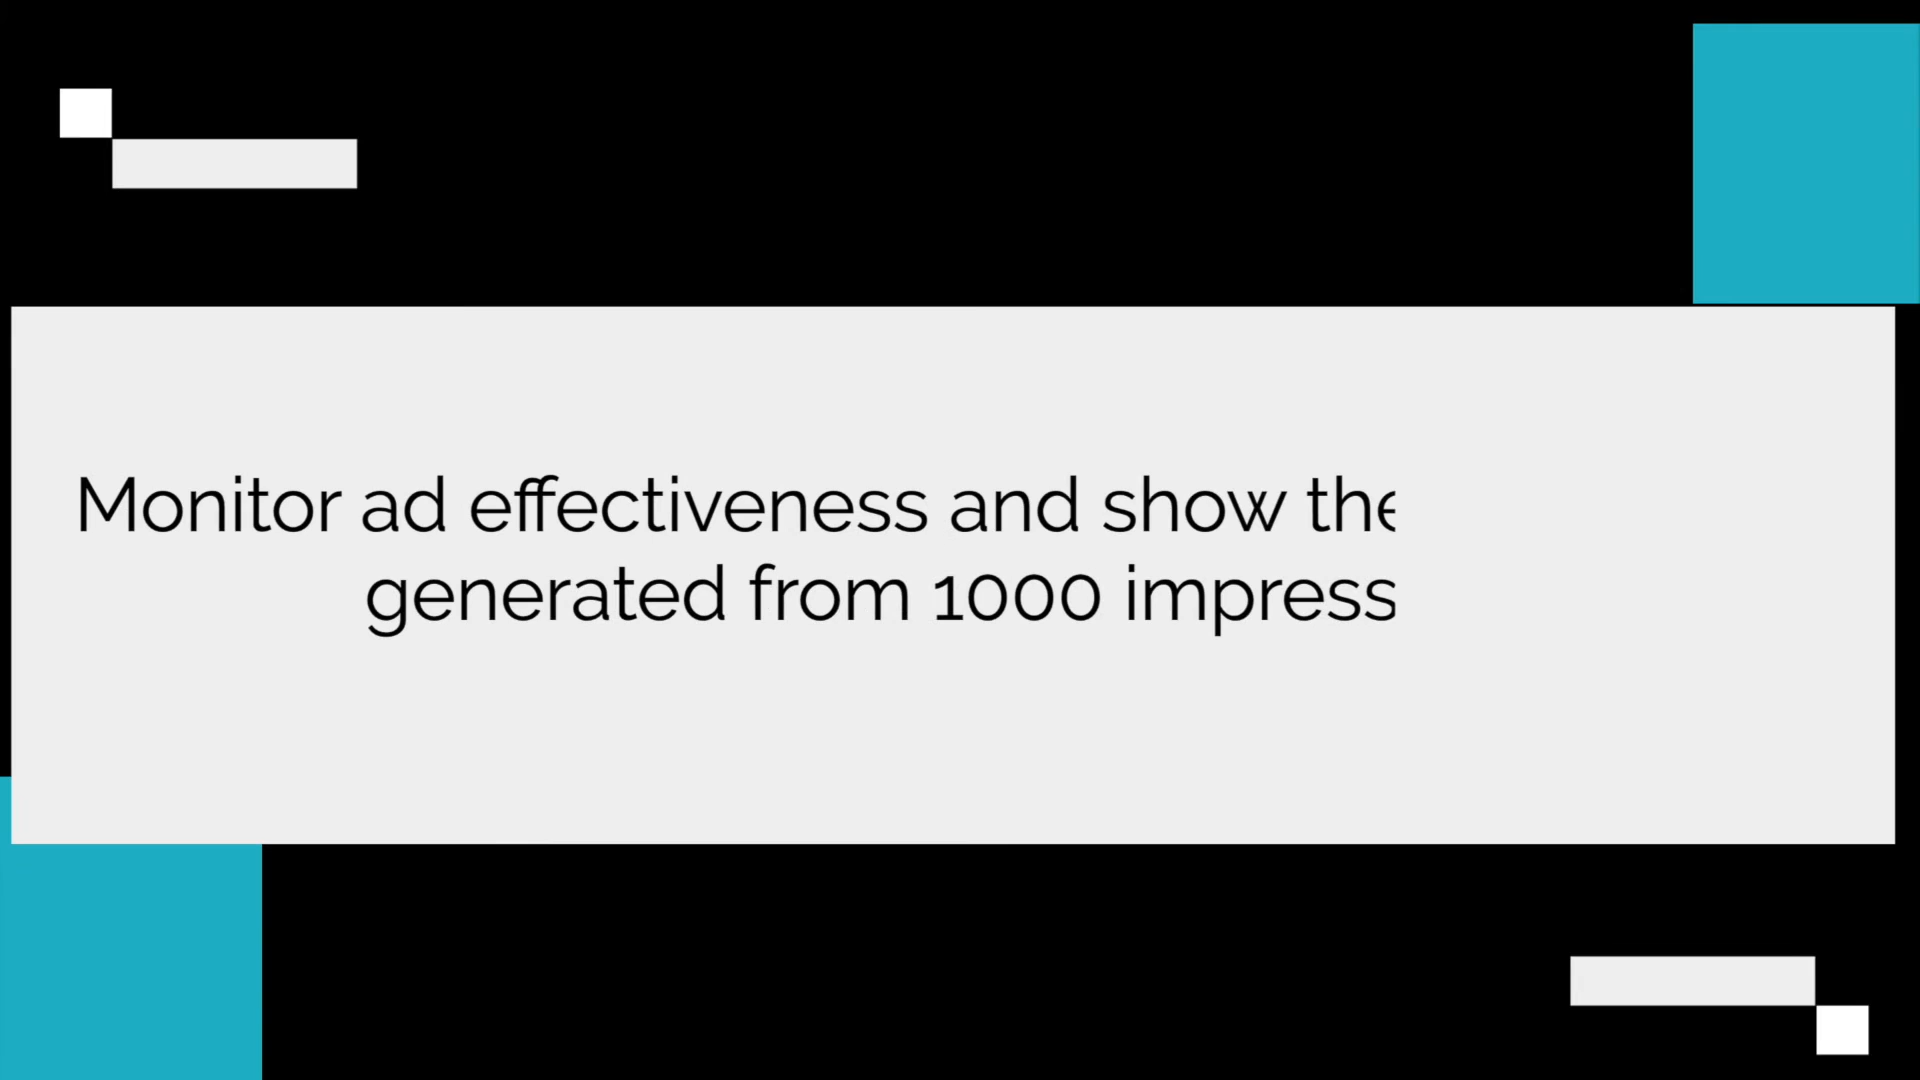 Monitor ad effectiveness and show the
generated from 1000 impress